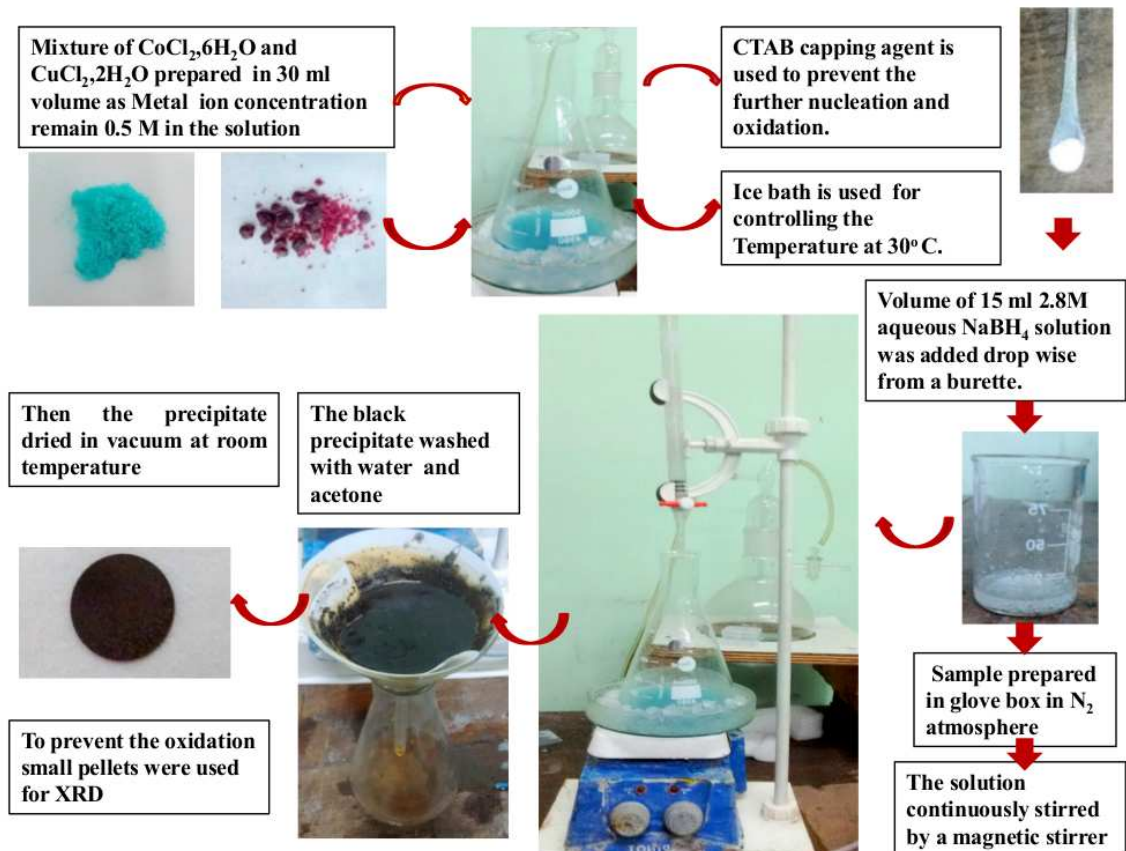 Mixture of CoCl₂,6H₂O and
CuCl₂,2H₂O prepared in 30 ml
volume as Metal ion concentration
remain 0.5 M in the solution
CTAB capping agent is
used to prevent the
further nucleation and
oxidation.
Ice bath is used for
controlling the
Temperature at 30° C.
Volume of 15 ml 2.8M
aqueous NaBH₄ solution
was added drop wise
from a burette.
Then the precipitate
dried in vacuum at room
temperature
The black
precipitate washed
with water and
acetone
75
50
Sample prepared
in glove box in N₂
atmosphere
To prevent the oxidation
small pellets were used
for XRD
The solution
continuously stirred
by a magnetic stirrer